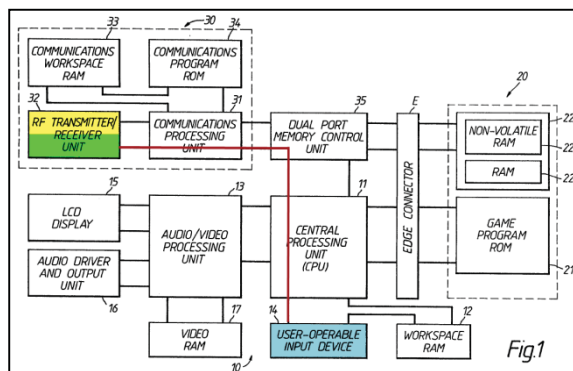 30
33
34
COMMUNICATIONS
WORKSPACE
RAM
COMMUNICATIONS
PROGRAM
ROM
32
31
35
E
20
RF TRANSMITTER/
RECEIVER
UNIT
COMMUNICATIONS
PROCESSING
UNIT
DUAL PORT
MEMORY CONTROL
UNIT
EDGE CONNECTOR
22
NON-VOLATILE
RAM
22
RAM
22
15
13
11
LCD
DISPLAY
AUDIO/VIDEO
PROCESSING
UNIT
CENTRAL
PROCESSING
UNIT
(CPU)
GAME
PROGRAM
ROM
21
AUDIO DRIVER
AND OUTPUT
UNIT
16
17
14
12
VIDEO
RAM
10
USER-OPERABLE
INPUT DEVICE
WORKSPACE
RAM
Fig.1